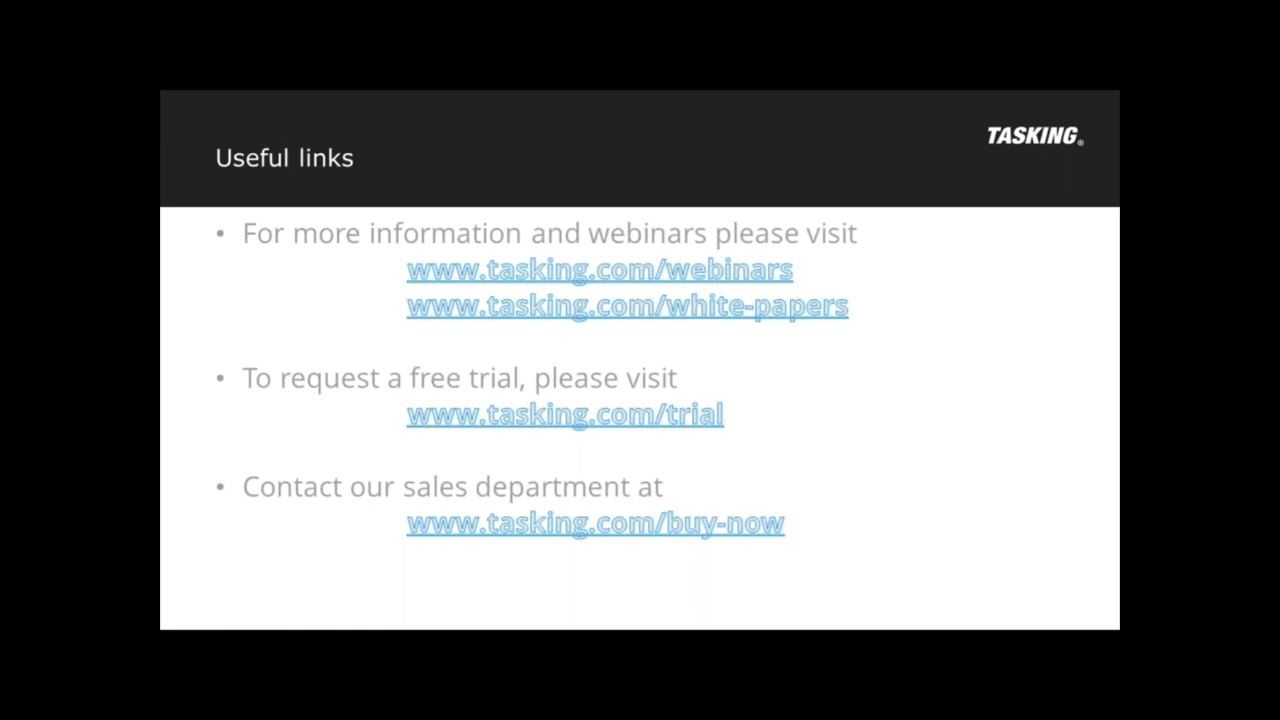 TASKING®
Useful links
• For more information and webinars please visit
www.tasking.com/webinars
www.tasking.com/white-papers
• To request a free trial, please visit
www.tasking.com/trial
• Contact our sales department at
www.tasking.com/buy-now